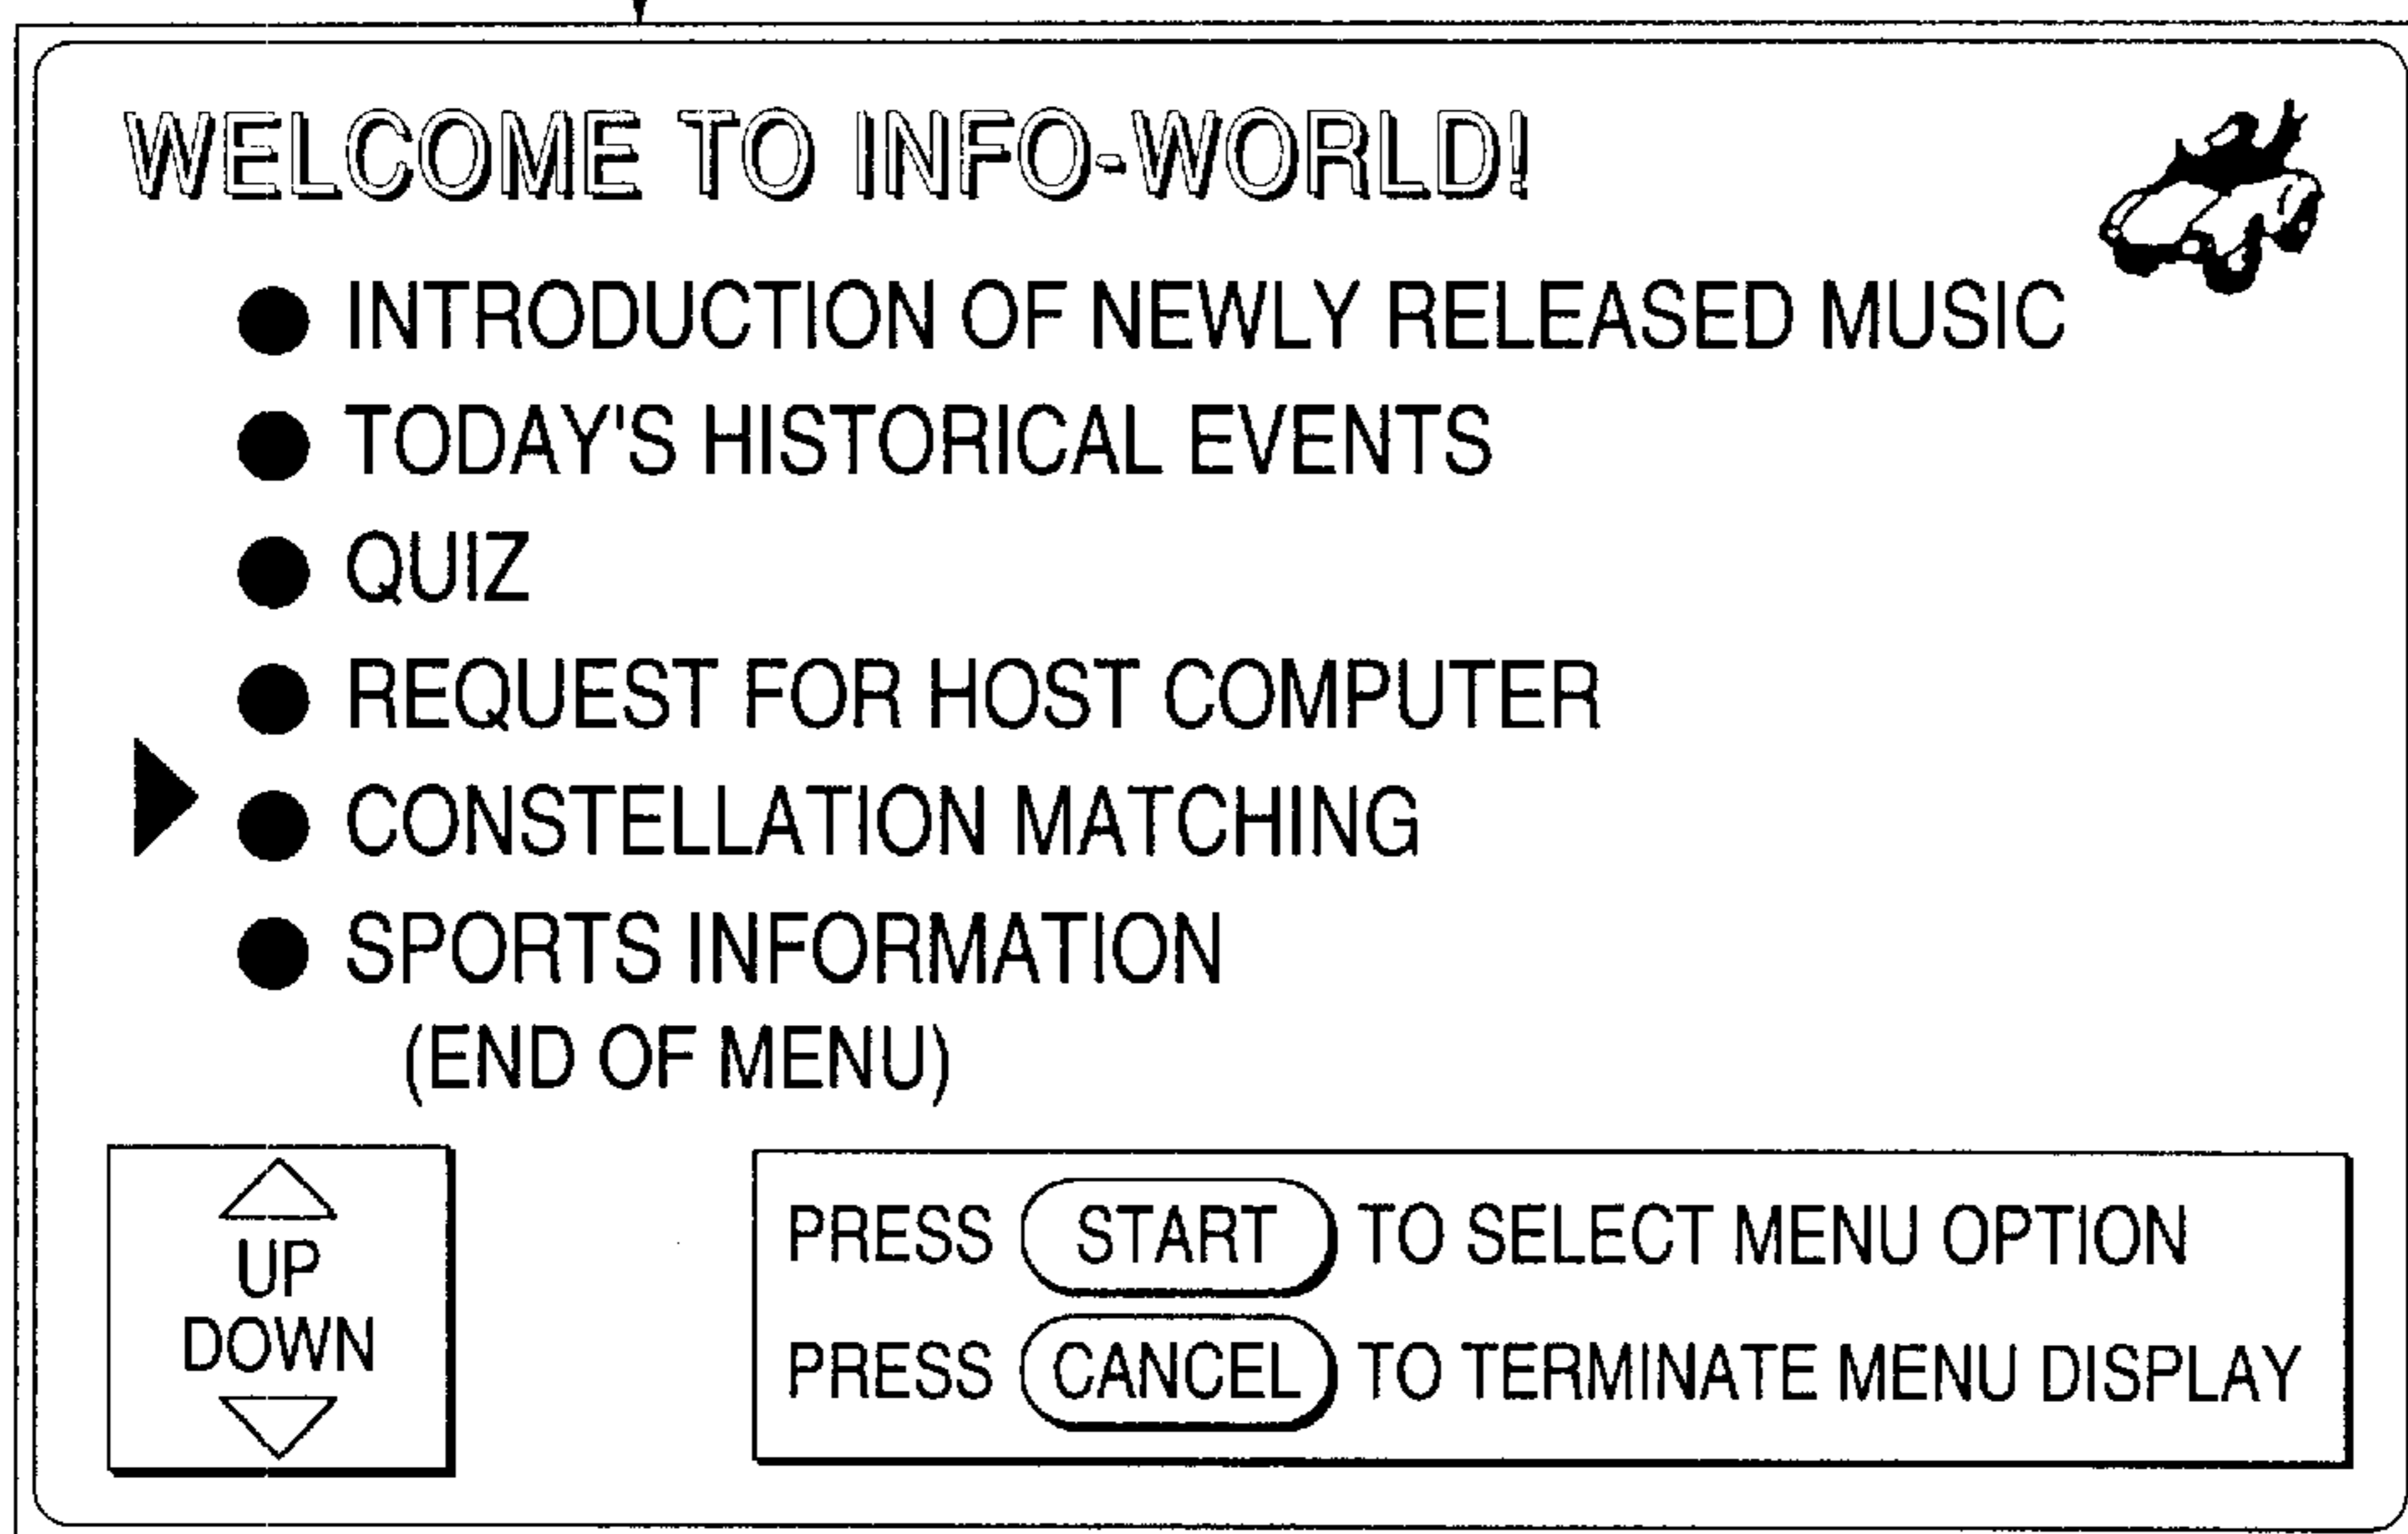 WELCOME TO INFO-WORLD!
● INTRODUCTION OF NEWLY RELEASED MUSIC
● TODAY'S HISTORICAL EVENTS
● QUIZ
● REQUEST FOR HOST COMPUTER
● CONSTELLATION MATCHING
● SPORTS INFORMATION
(END OF MENU)
UP
DOWN
PRESS START TO SELECT MENU OPTION
PRESS CANCEL TO TERMINATE MENU DISPLAY